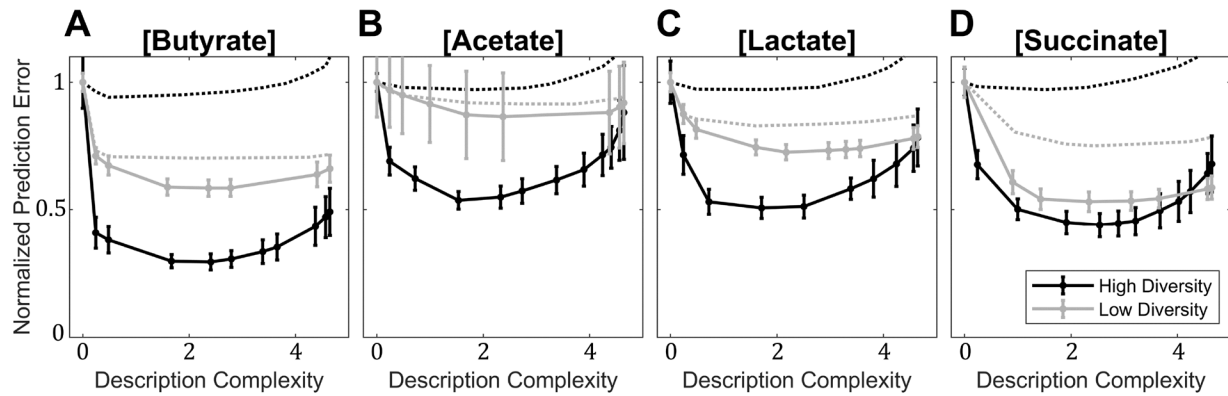 A
[Butyrate]
B
[Acetate]
C
[Lactate]
D
[Succinate]
Normalized Prediction Error
1
0.5
0
High Diversity
Low Diversity
0 2 4
0 2 4
0 2 4
0 2 4
Description Complexity
Description Complexity
Description Complexity
Description Complexity